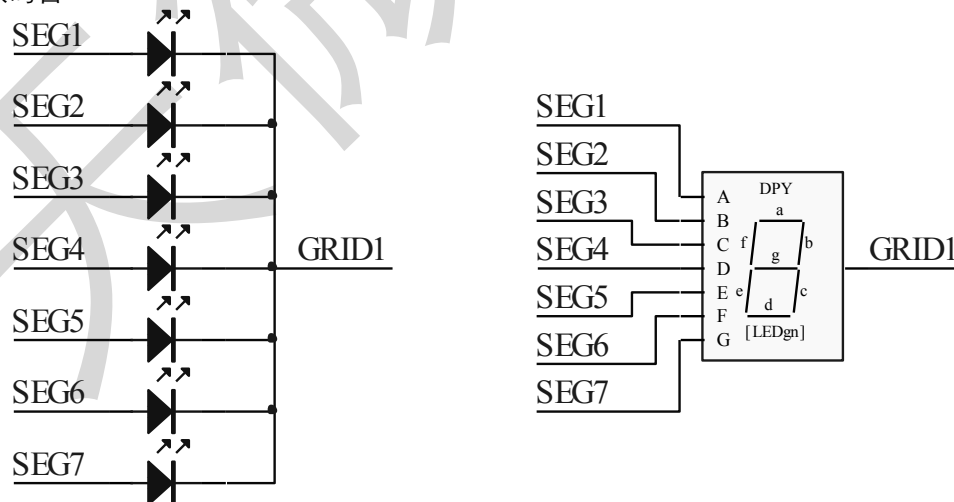 SEG1
SEG2
SEG3
SEG4
SEG5
SEG6
SEG7
GRID1
SEG1
SEG2
SEG3
SEG4
SEG5
SEG6
SEG7
DPY
A
B
C
D
E
F
G
a
f b
g
e c
d
[LEDgn]
GRID1